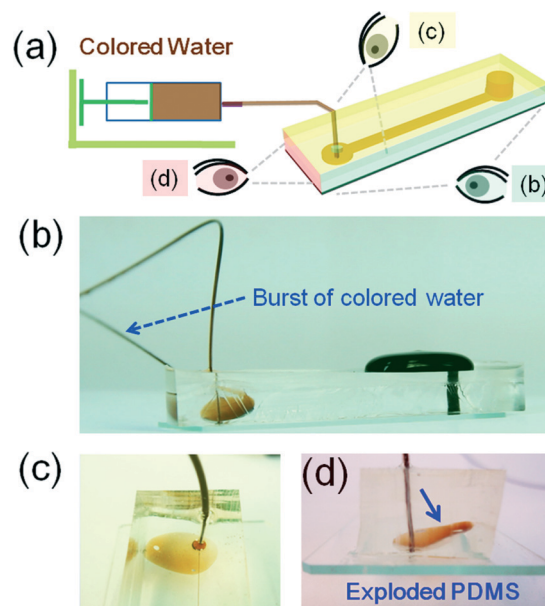 (a)
Colored Water
(c)
(d)
(b)
(b)
Burst of colored water
(c)
(d)
Exploded PDMS